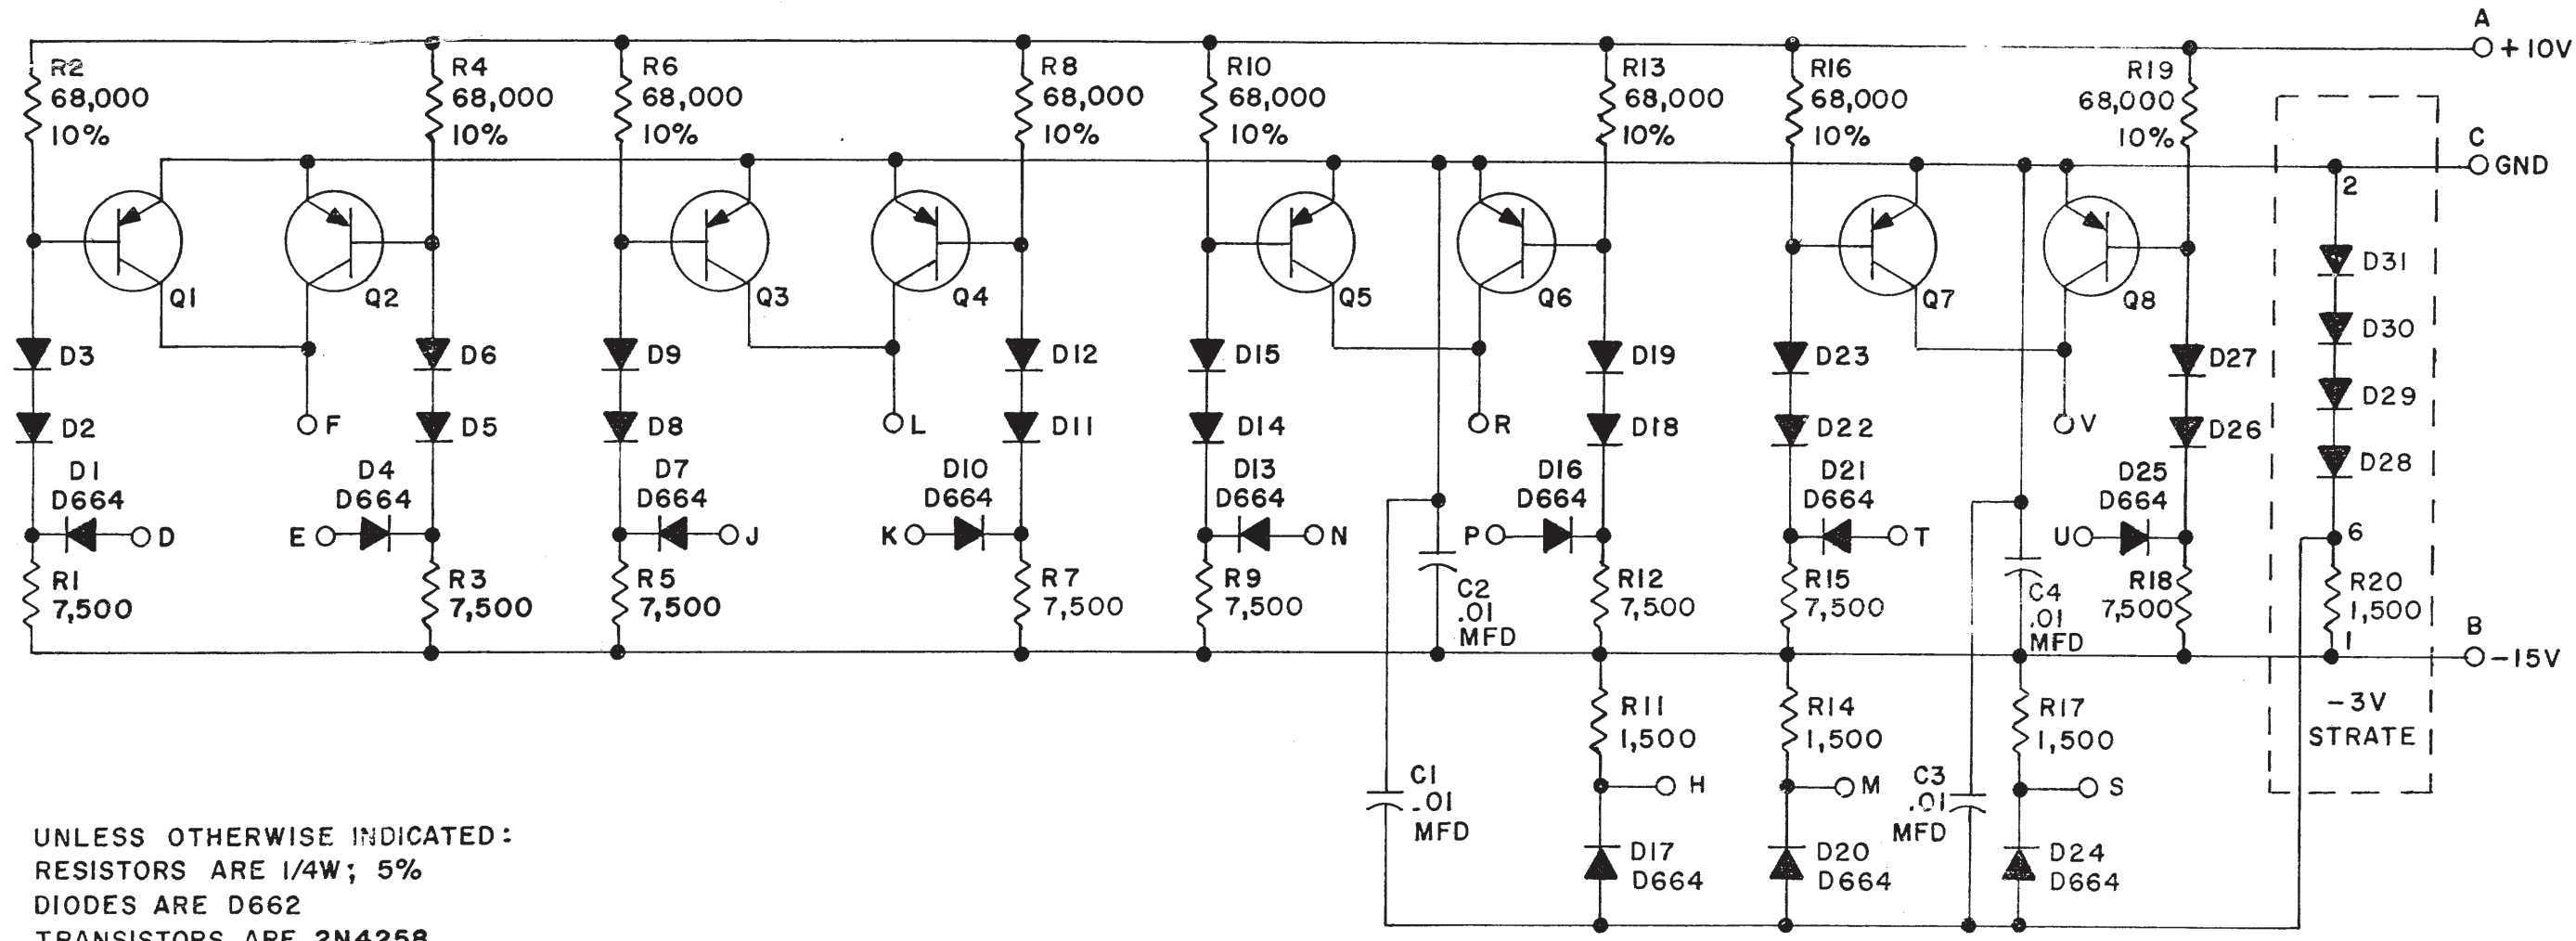 A
+10V
R2
68,000
10%
R4
68,000
10%
R6
68,000
10%
R8
68,000
10%
R10
68,000
10%
R13
68,000
10%
R16
68,000
10%
R19
68,000
10%
C
GND
2
Q1
Q2
Q3
Q4
Q5
Q6
Q7
Q8
D31
D30
D29
D28
D3
D6
D9
D12
D15
D19
D23
D27
D2
F
D5
D8
L
D11
D14
R
D18
D22
V
D26
D1
D664
D
E
D4
D664
D7
D664
J
K
D10
D664
D13
D664
N
P
D16
D664
D21
D664
T
U
D25
D664
6
R1
7,500
R3
7,500
R5
7,500
R7
7,500
R9
7,500
C2
.01
MFD
R12
7,500
R15
7,500
C4
.01
MFD
R18
7,500
R20
1,500
1
B
-15V
R11
1,500
R14
1,500
R17
1,500
-3V
STRATE
C1
.01
MFD
H
M
C3
.01
MFD
S
D17
D664
D20
D664
D24
D664
UNLESS OTHERWISE INDICATED:
RESISTORS ARE 1/4W; 5%
DIODES ARE D662
TRANSISTORS ARE 2N4258